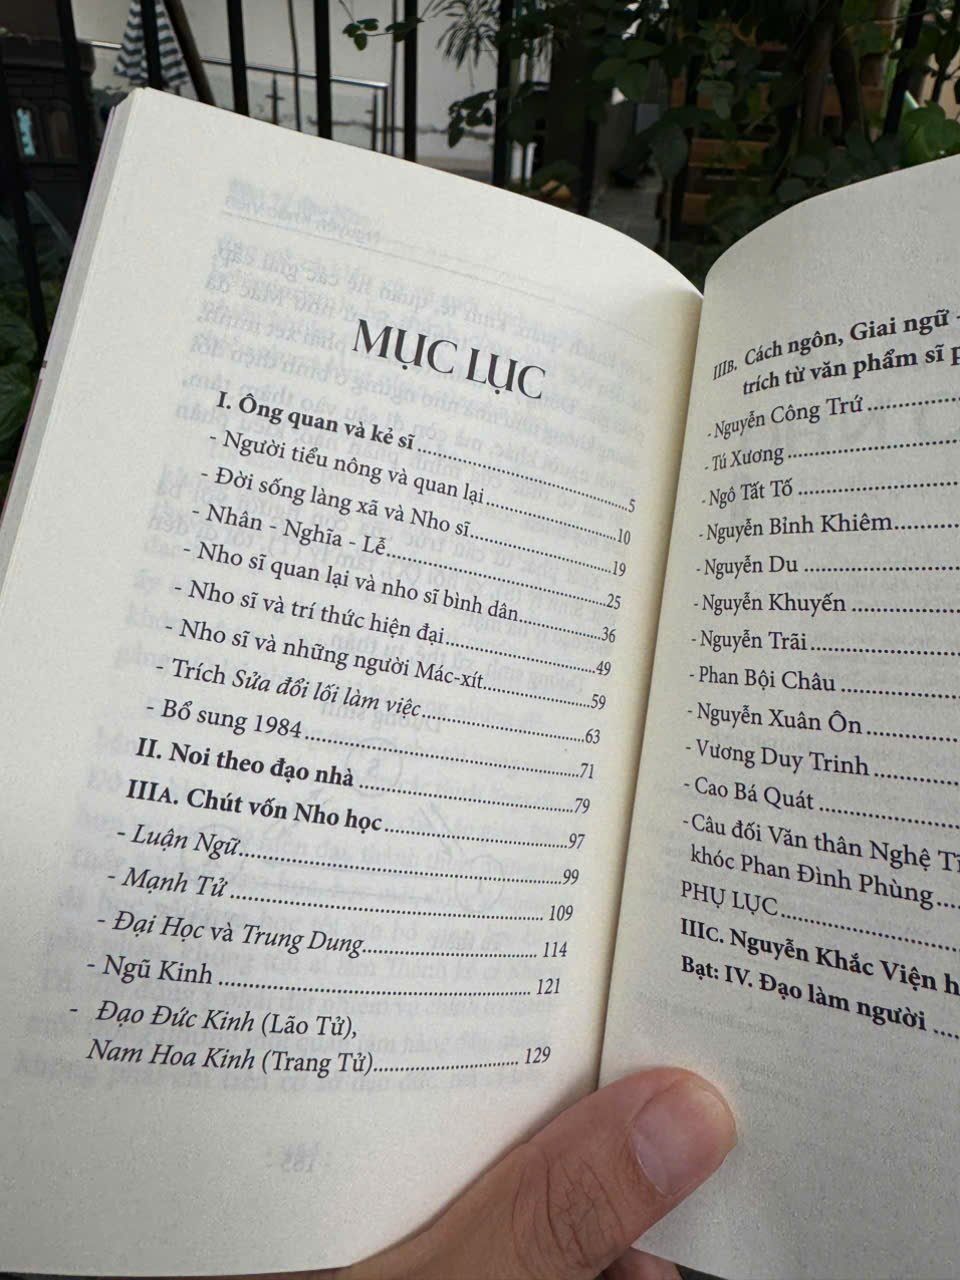 MỤC LỤC
I. Ông quan và kẻ sĩ ........................................5
- Người tiểu nông và quan lại........................10
- Đời sống làng xã và Nho sĩ........................19
- Nhân - Nghĩa - Lễ........................25
- Nho sĩ quan lại và nho sĩ bình dân................36
- Nho sĩ và trí thức hiện đại........................49
- Nho sĩ và những người Mác-xít................59
- Trích Sửa đổi lối làm việc........................63
- Bổ sung 1984........................................71
II. Noi theo đạo nhà ................................79
IIIA. Chút vốn Nho học............................97
- Luận Ngữ................................................99
- Mạnh Tử ................................................ 109
- Đại Học và Trung Dung........................ 114
- Ngũ Kinh ................................................ 121
- Đạo Đức Kinh (Lão Tử),
Nam Hoa Kinh (Trang Tử)........................ 129
IIIB. Cách ngôn, Giai ngữ -
trích từ văn phẩm sĩ
- Nguyễn Công Trứ ..............
- Tú Xương ........................
- Ngô Tất Tố ......................
- Nguyễn Bỉnh Khiêm..........
- Nguyễn Du ......................
- Nguyễn Khuyến ................
- Nguyễn Trãi......................
- Phan Bội Châu ..................
- Nguyễn Xuân Ôn ..............
- Vương Duy Trinh ..............
- Cao Bá Quát ....................
- Câu đối Văn thân Nghệ
khóc Phan Đình Phùng....
PHỤ LỤC............................
IIIC. Nguyễn Khắc Viện
Bạt: IV. Đạo làm người ....